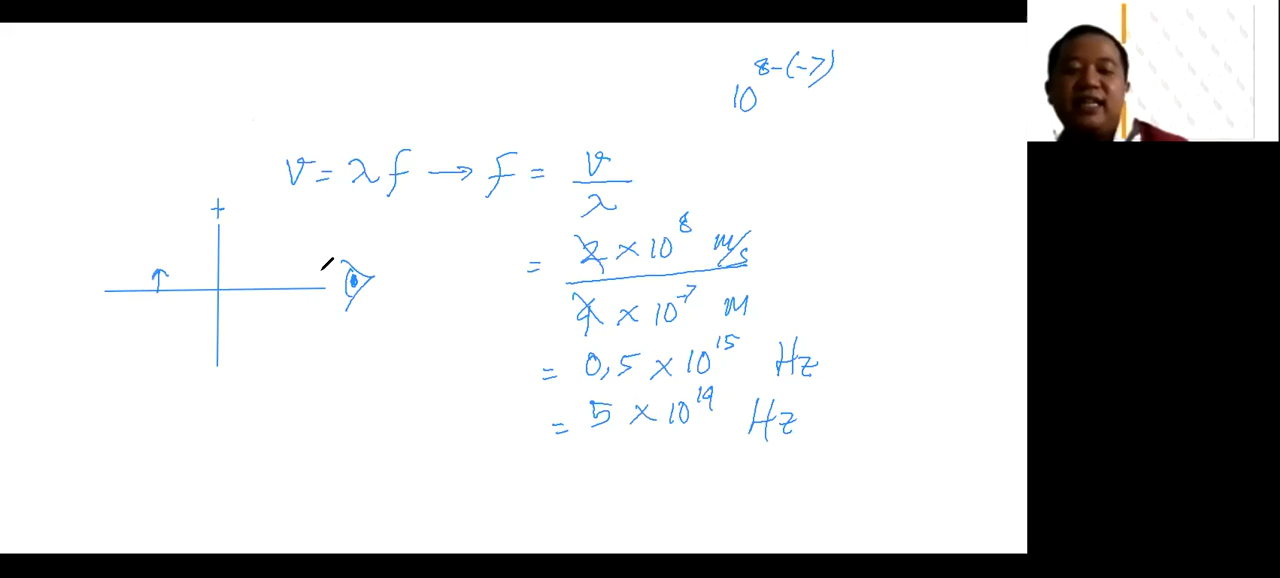 10^8-(-7)
v = λ f → f = v/λ
+
= 2 × 10^8 m/s
4 × 10^-7 m
= 0,5 × 10^15 Hz
= 5 × 10^14 Hz